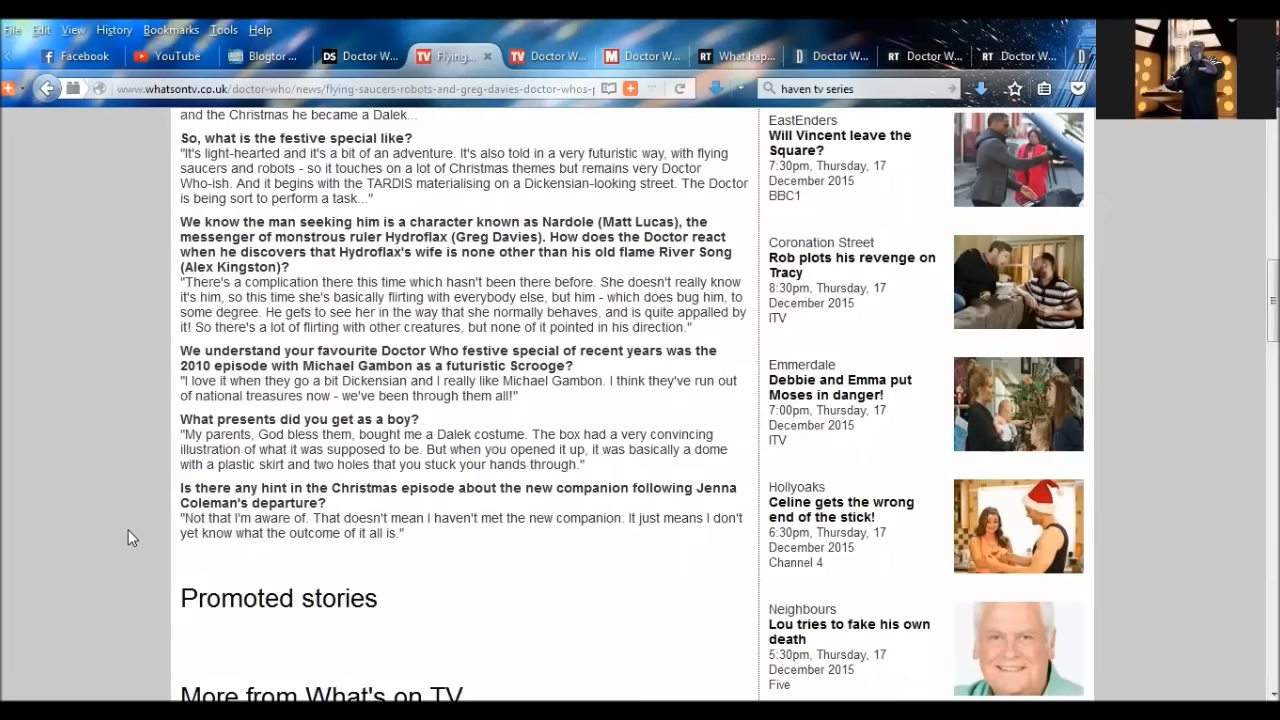 File Edit View History Bookmarks Tools Help
Facebook YouTube Blogtor ... Doctor W... Flying... Doctor W... Doctor W... What hap... Doctor W... Doctor W... Doctor W...
www.whatsontv.co.uk/doctor-who/news/flying-saucers-robots-and-greg-davies-doctor-whos-p
haven tv series
and the Christmas he became a Dalek...
So, what is the festive special like?
"It's light-hearted and it's a bit of an adventure. It's also told in a very futuristic way, with flying
saucers and robots - so it touches on a lot of Christmas themes but remains very Doctor
Who-ish. And it begins with the TARDIS materialising on a Dickensian-looking street. The Doctor
is being sort to perform a task..."
We know the man seeking him is a character known as Nardole (Matt Lucas), the
messenger of monstrous ruler Hydroflax (Greg Davies). How does the Doctor react
when he discovers that Hydroflax's wife is none other than his old flame River Song
(Alex Kingston)?
"There's a complication there this time which hasn't been there before. She doesn't really know
it's him, so this time she's basically flirting with everybody else, but him - which does bug him, to
some degree. He gets to see her in the way that she normally behaves, and is quite appalled by
it! So there's a lot of flirting with other creatures, but none of it pointed in his direction."
We understand your favourite Doctor Who festive special of recent years was the
2010 episode with Michael Gambon as a futuristic Scrooge?
"I love it when they go a bit Dickensian and I really like Michael Gambon. I think they've run out
of national treasures now - we've been through them all!"
What presents did you get as a boy?
"My parents, God bless them, bought me a Dalek costume. The box had a very convincing
illustration of what it was supposed to be. But when you opened it up, it was basically a dome
with a plastic skirt and two holes that you stuck your hands through."
Is there any hint in the Christmas episode about the new companion following Jenna
Coleman's departure?
"Not that I'm aware of. That doesn't mean I haven't met the new companion. It just means I don't
yet know what the outcome of it all is."
Promoted stories
More from What's on TV
EastEnders
Will Vincent leave the
Square?
7:30pm, Thursday, 17
December 2015
BBC1
Coronation Street
Rob plots his revenge on
Tracy
8:30pm, Thursday, 17
December 2015
ITV
Emmerdale
Debbie and Emma put
Moses in danger!
7:00pm, Thursday, 17
December 2015
ITV
Hollyoaks
Celine gets the wrong
end of the stick!
6:30pm, Thursday, 17
December 2015
Channel 4
Neighbours
Lou tries to fake his own
death
5:30pm, Thursday, 17
December 2015
Five